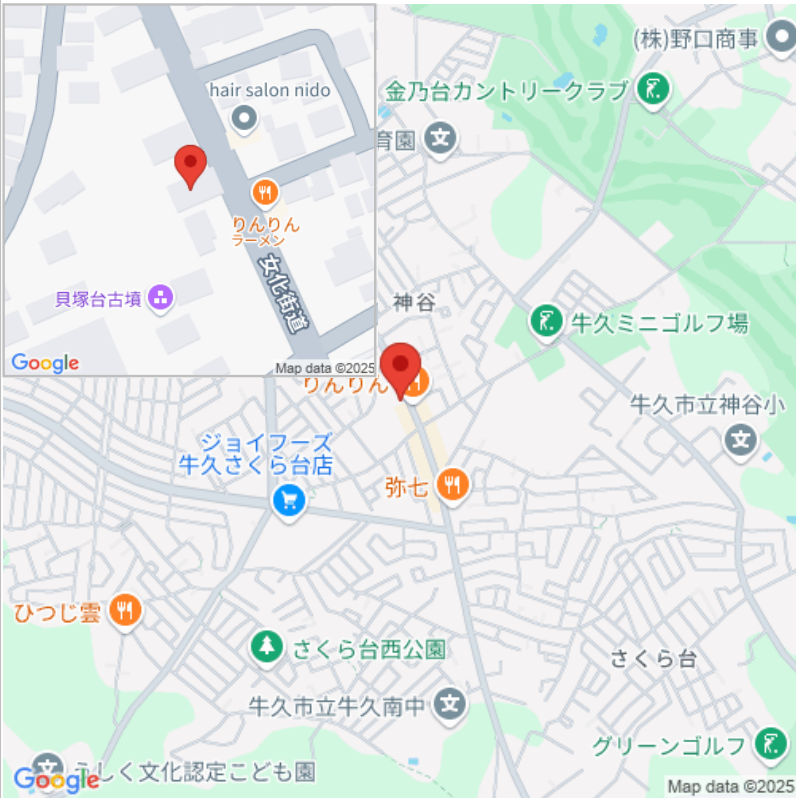 hair salon nido
りんりん
ラーメン
女化街道
貝塚台古墳
Google
Map data ©2025
(株)野口商事
金乃台カントリークラブ
育園
神谷
牛久ミニゴルフ場
りんりん
牛久市立神谷小
ジョイフーズ
牛久さくら台店
弥七
ひつじ雲
さくら台西公園
さくら台
牛久市立牛久南中
グリーンゴルフ
うしく文化認定こども園
Google
Map data ©2025